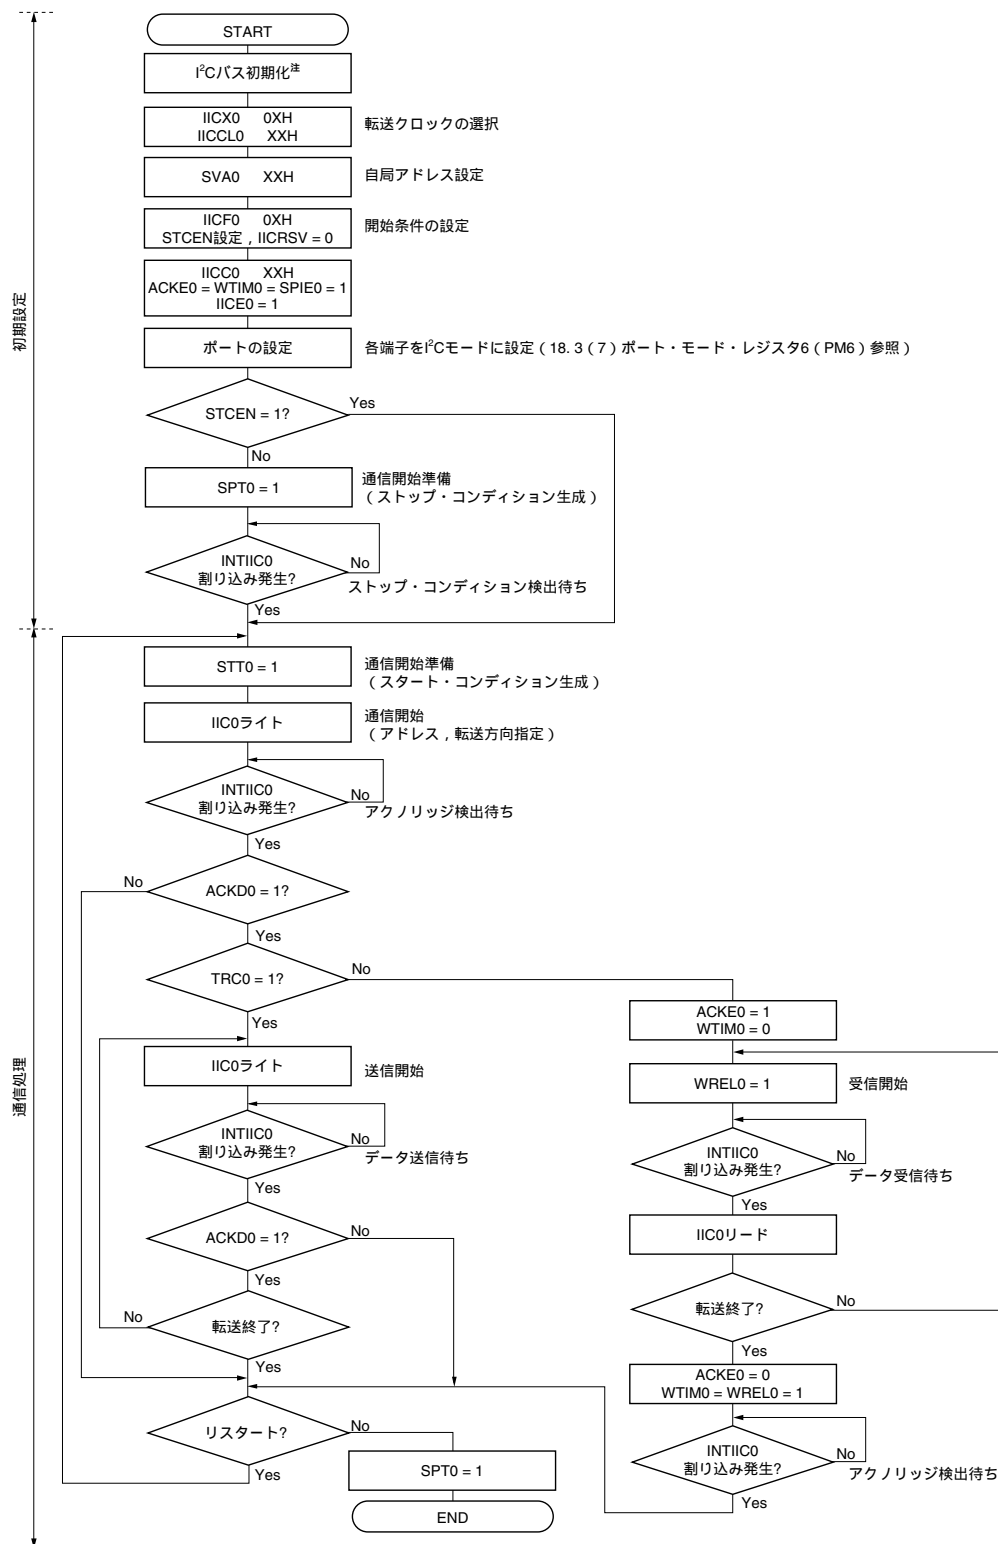 START
I²Cバス初期化注
IICX0 0XH
IICCL0 XXH
転送クロックの選択
SVA0 XXH
自局アドレス設定
IICF0 0XH
STCEN設定 , IICRSV = 0
開始条件の設定
IICC0 XXH
ACKE0 = WTIM0 = SPIE0 = 1
IICE0 = 1
初期設定
ポートの設定
各端子をI²Cモードに設定（18. 3（7）ポート・モード・レジスタ6（PM6）参照）
STCEN = 1?
Yes
No
SPT0 = 1
通信開始準備
（ストップ・コンディション生成）
INTIIC0
割り込み発生?
No
ストップ・コンディション検出待ち
Yes
STT0 = 1
通信開始準備
（スタート・コンディション生成）
IIC0ライト
通信開始
（アドレス , 転送方向指定）
INTIIC0
割り込み発生?
No
アクノリッジ検出待ち
Yes
No
ACKD0 = 1?
Yes
TRC0 = 1?
No
Yes
通信処理
IIC0ライト
送信開始
INTIIC0
割り込み発生?
No
データ送信待ち
Yes
ACKD0 = 1?
No
Yes
No
転送終了?
Yes
リスタート?
No
Yes
SPT0 = 1
END
ACKE0 = 1
WTIM0 = 0
WREL0 = 1
受信開始
INTIIC0
割り込み発生?
No
データ受信待ち
Yes
IIC0リード
転送終了?
No
Yes
ACKE0 = 0
WTIM0 = WREL0 = 1
INTIIC0
割り込み発生?
No
アクノリッジ検出待ち
Yes